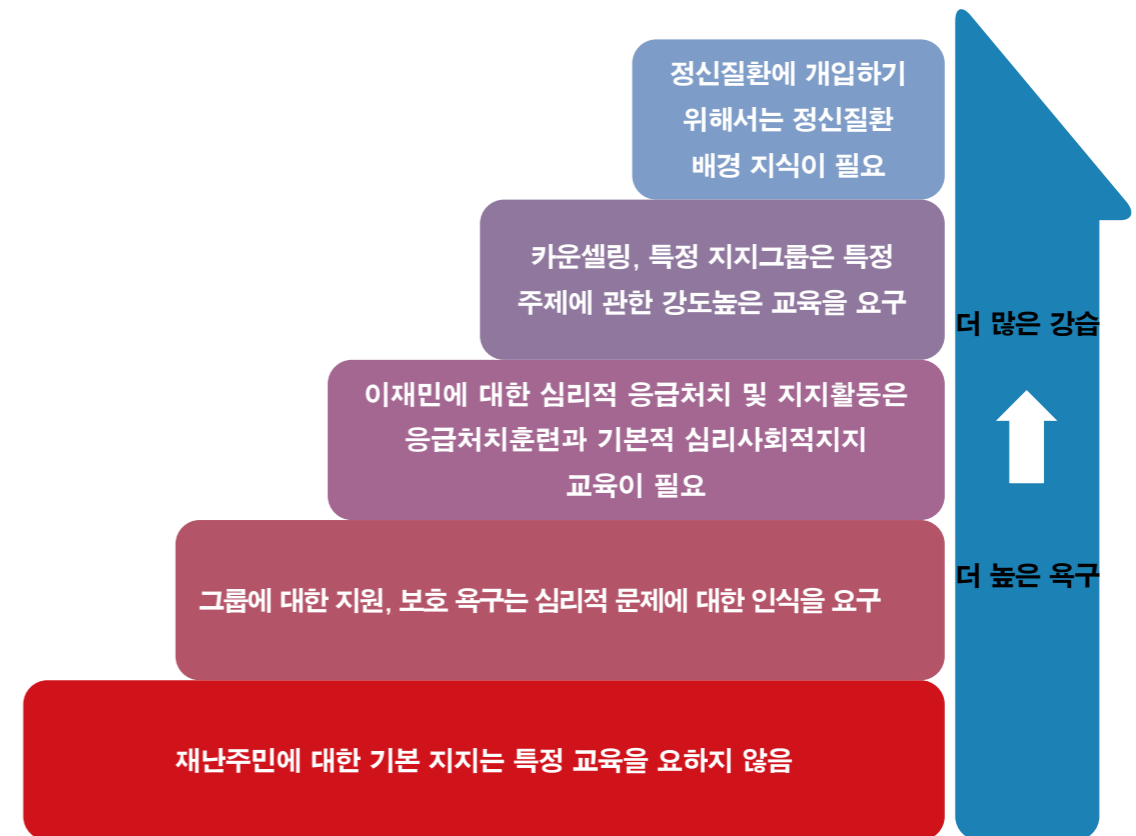 정신질환에 개입하기
위해서는 정신질환
배경 지식이 필요
카운셀링, 특정 지지그룹은 특정
주제에 관한 강도높은 교육을 요구
더 많은 강습
이재민에 대한 심리적 응급처치 및 지지활동은
응급처치훈련과 기본적 심리사회적지지
교육이 필요
더 높은 욕구
그룹에 대한 지원, 보호 욕구는 심리적 문제에 대한 인식을 요구
재난주민에 대한 기본 지지는 특정 교육을 요하지 않음